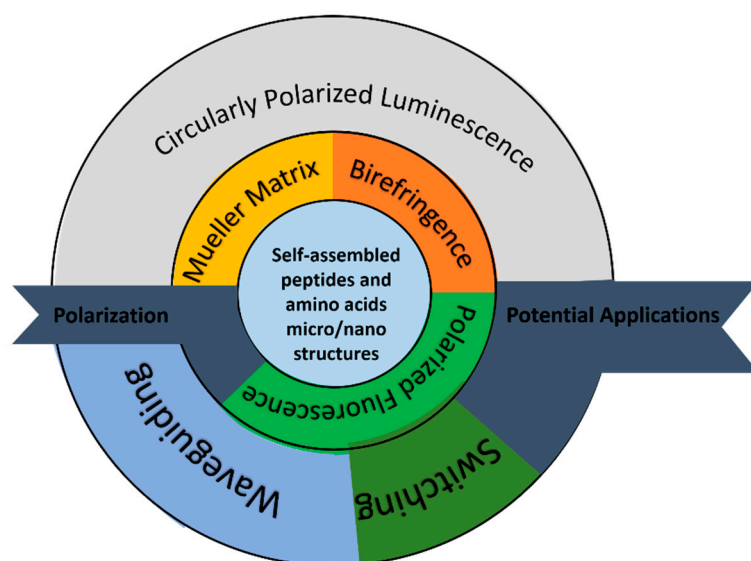 Circularly Polarized Luminescence
Mueller Matrix
Birefringence
Self-assembled
peptides and
amino acids
micro/nano
structures
Polarization
Potential Applications
Polarized Fluorescence
Waveguiding
Switching